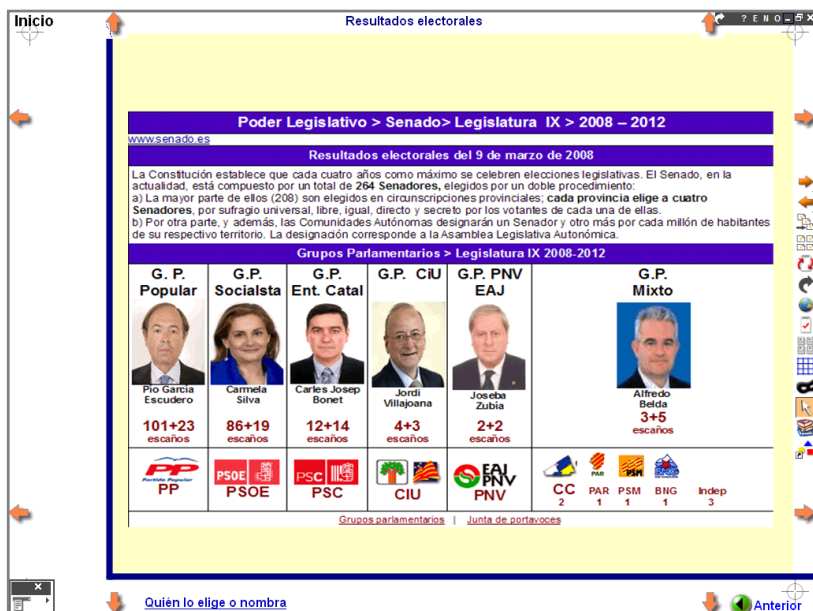 Inicio
Resultados electorales
? E N O
Poder Legislativo > Senado> Legislatura IX > 2008 – 2012
www.senado.es
Resultados electorales del 9 de marzo de 2008
La Constitución establece que cada cuatro años como máximo se celebren elecciones legislativas. El Senado, en la
actualidad, está compuesto por un total de 264 Senadores, elegidos por un doble procedimiento:
a) La mayor parte de ellos (208) son elegidos en circunscripciones provinciales; cada provincia elige a cuatro
Senadores, por sufragio universal, libre, igual, directo y secreto por los votantes de cada una de ellas.
b) Por otra parte, y además, las Comunidades Autónomas designarán un Senador y otro más por cada millón de habitantes
de su respectivo territorio. La designación corresponde a la Asamblea Legislativa Autonómica.
Grupos Parlamentarios > Legislatura IX 2008-2012
G. P. Popular
G.P. Socialsta
G.P. Ent. Catal
G.P. CiU
G.P. PNV EAJ
G.P. Mixto
Pío García Escudero
Carmela Silva
Carles Josep Bonet
Jordi Villajoana
Joseba Zubia
Alfredo Belda
101+23 escaños
86+19 escaños
12+14 escaños
4+3 escaños
2+2 escaños
3+5 escaños
PP Partido Popular
PSOE
PSC
EAJ PNV
PAR
PSM
PP
PSOE
PSC
CIU
PNV
CC 2
PAR 1
PSM 1
BNG 1
Indep 3
Grupos parlamentarios | Junta de portavoces
Quién lo elige o nombra
Anterior